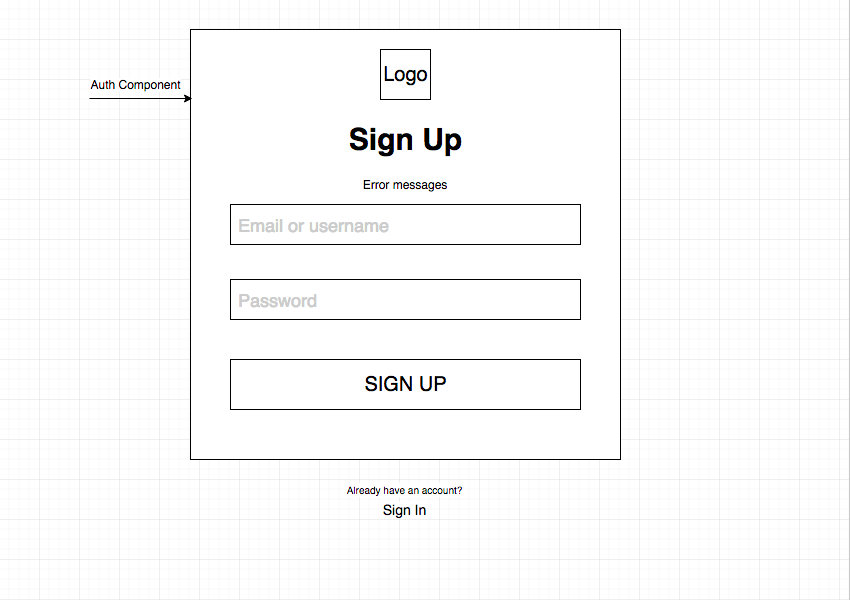 Logo
Auth Component
Sign Up
Error messages
Email or username
Password
SIGN UP
Already have an account?
Sign In